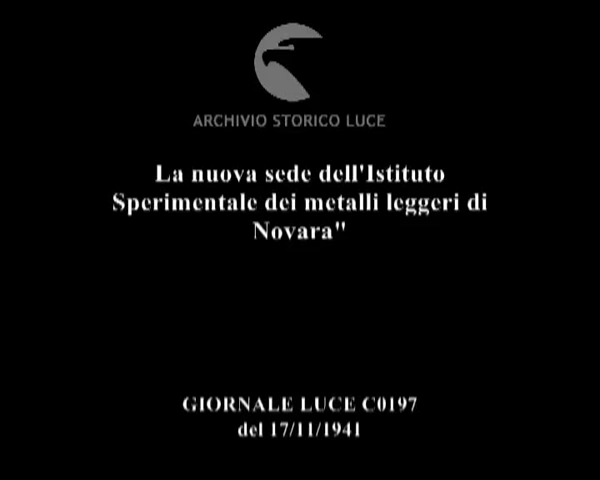 ARCHIVIO STORICO LUCE
La nuova sede dell'Istituto
Sperimentale dei metalli leggeri di
Novara"
GIORNALE LUCE C0197
del 17/11/1941